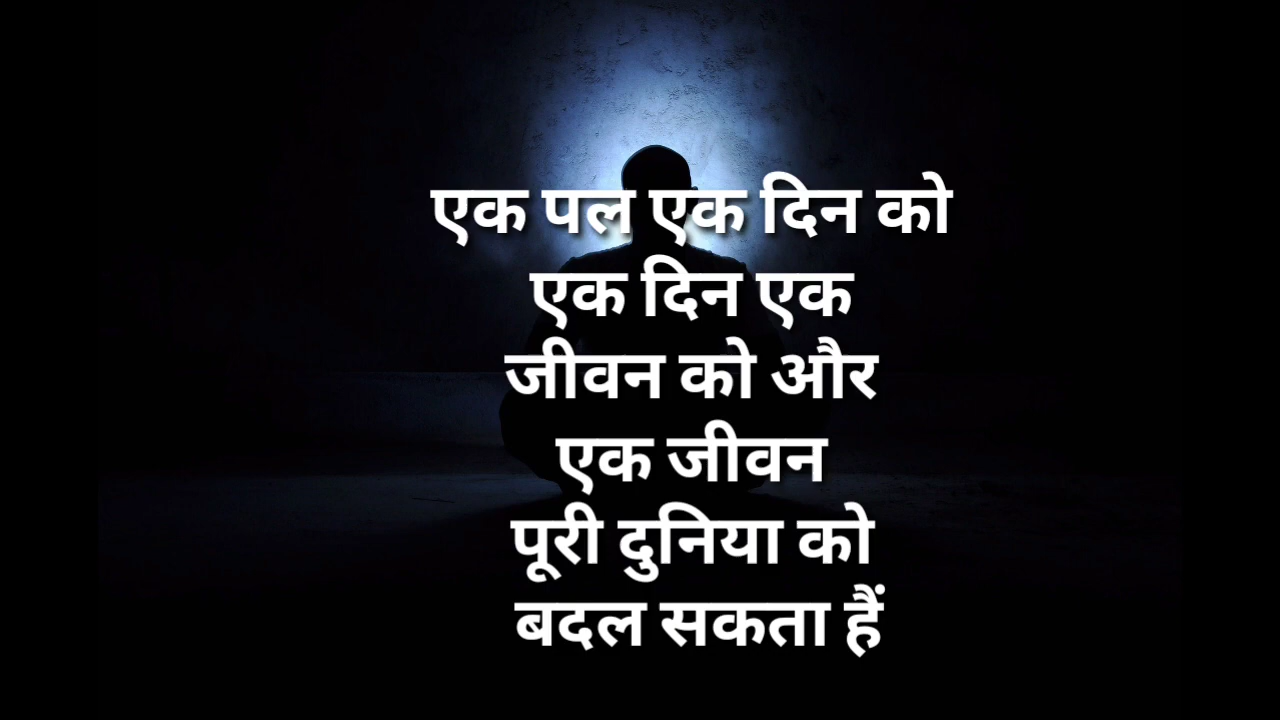 एक पल एक दिन को
एक दिन एक
जीवन को और
एक जीवन
पूरी दुनिया को
बदल सकता हैं